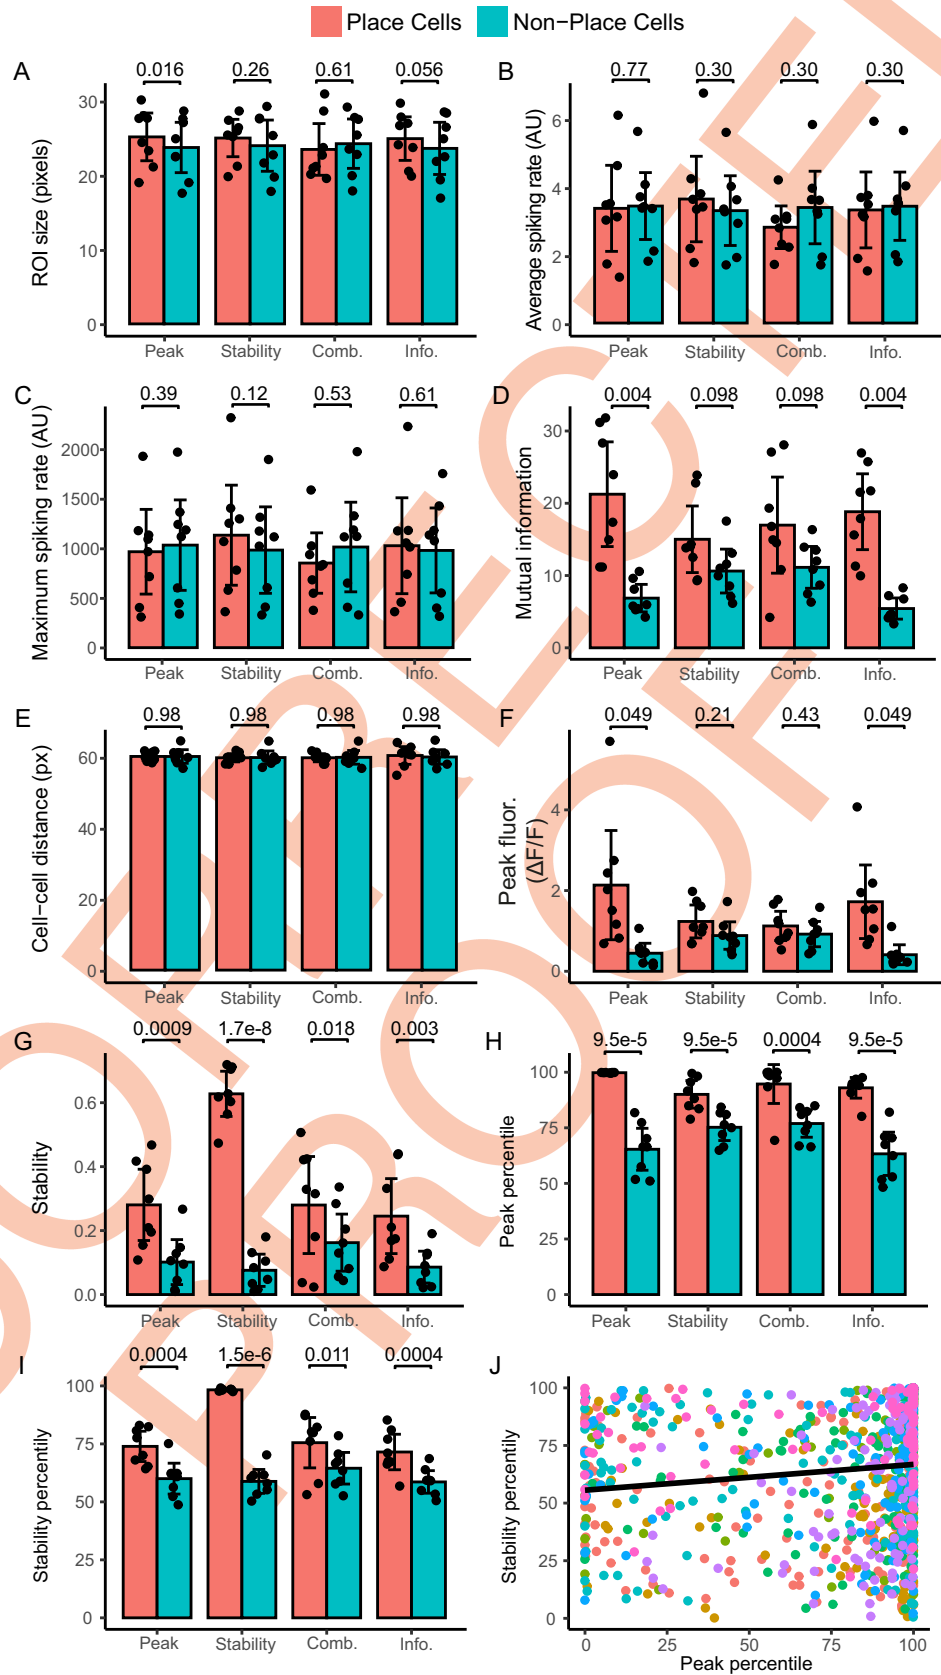 Place Cells Non−Place Cells
A
0.016 0.26 0.61 0.056
ROI size (pixels)
30
20
10
0
Peak Stability Comb. Info.
B
0.77 0.30 0.30 0.30
Average spiking rate (AU)
6
4
2
0
Peak Stability Comb. Info.
C
0.39 0.12 0.53 0.61
Maximum spiking rate (AU)
2000
1500
1000
500
0
Peak Stability Comb. Info.
D
0.004 0.098 0.098 0.004
Mutual information
30
20
10
0
Peak Stability Comb. Info.
E
0.98 0.98 0.98 0.98
Cell−cell distance (px)
60
40
20
0
Peak Stability Comb. Info.
F
0.049 0.21 0.43 0.049
Peak fluor.
(ΔF/F)
4
2
0
Peak Stability Comb. Info.
G
0.0009 1.7e-8 0.018 0.003
Stability
0.6
0.4
0.2
0.0
Peak Stability Comb. Info.
H
9.5e-5 9.5e-5 0.0004 9.5e-5
Peak percentile
100
75
50
25
0
Peak Stability Comb. Info.
I
0.0004 1.5e-6 0.011 0.0004
Stability percentily
100
75
50
25
0
Peak Stability Comb. Info.
J
Stability percentily
100
75
50
25
0
0 25 50 75 100
Peak percentile
UNCORRECTED
PROOF